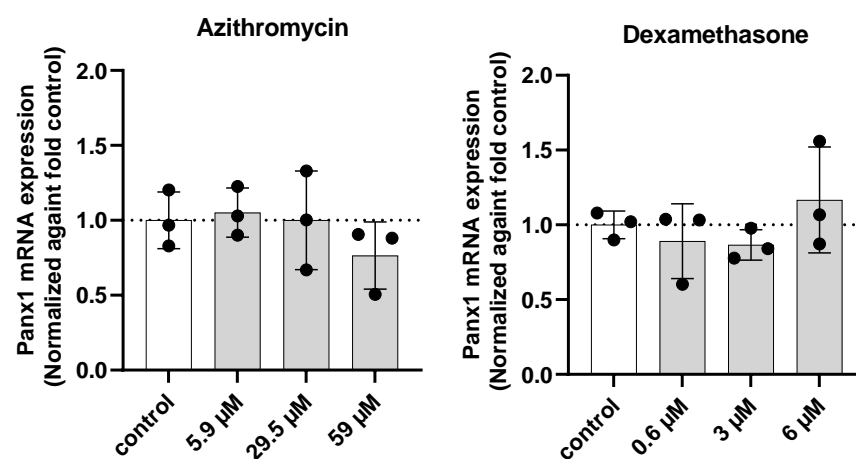 Azithromycin
Panx1 mRNA expression
(Normalized againt fold control)
2.0
1.5
1.0
0.5
0.0
control
5.9 µM
29.5 µM
59 µM
Dexamethasone
Panx1 mRNA expression
(Normalized againt fold control)
2.0
1.5
1.0
0.5
0.0
control
0.6 µM
3 µM
6 µM